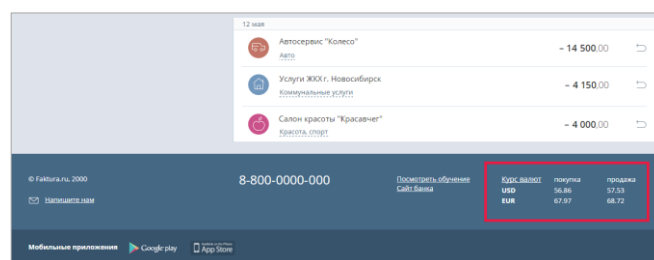 12 мая
Автосервис "Колесо"
– 14 500,00
Авто
Услуги ЖКХ г. Новосибирск
– 4 150,00
Коммунальные услуги
Салон красоты "Красавчег"
– 4 000,00
Красота, спорт
© Faktura.ru, 2000
8-800-0000-000
Посмотреть обучение
Курс валют покупка продажа
Сайт банка
USD 56.86 57.53
Напишите нам
EUR 67.97 68.72
Мобильные приложения Google play App Store